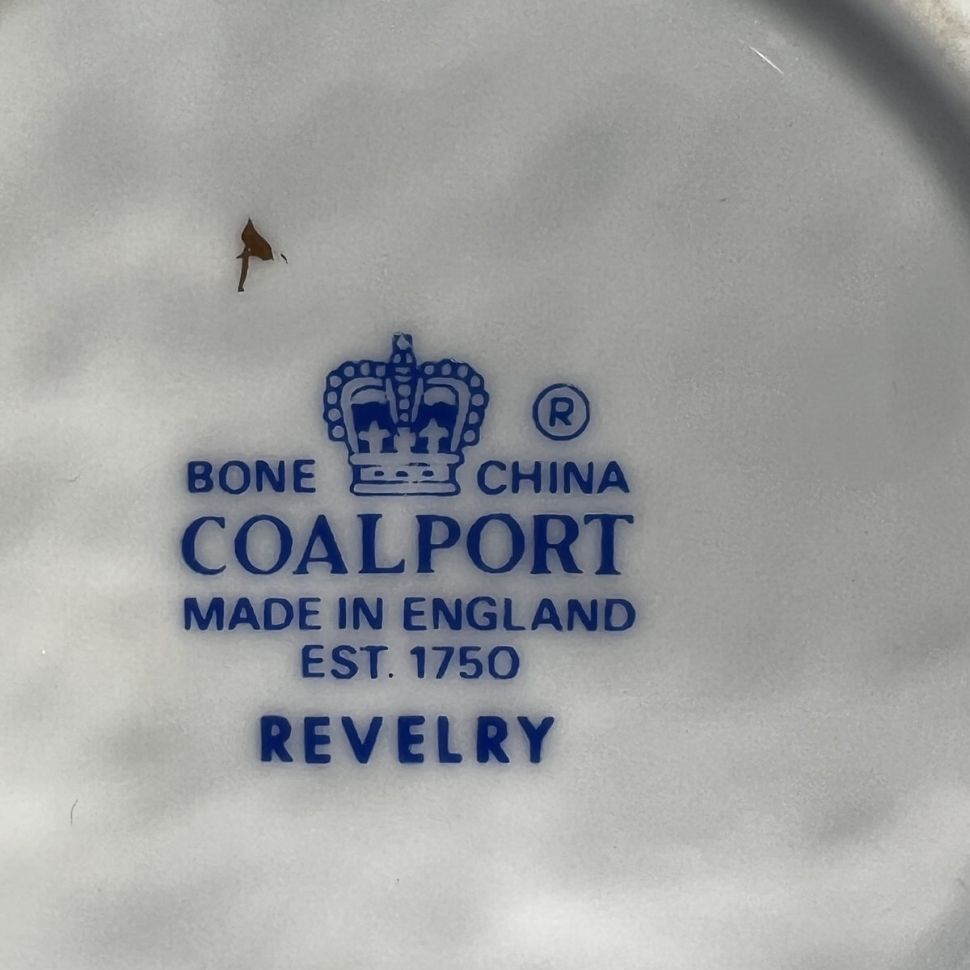 ®
BONE CHINA
COALPORT
MADE IN ENGLAND
EST. 1750
REVELRY